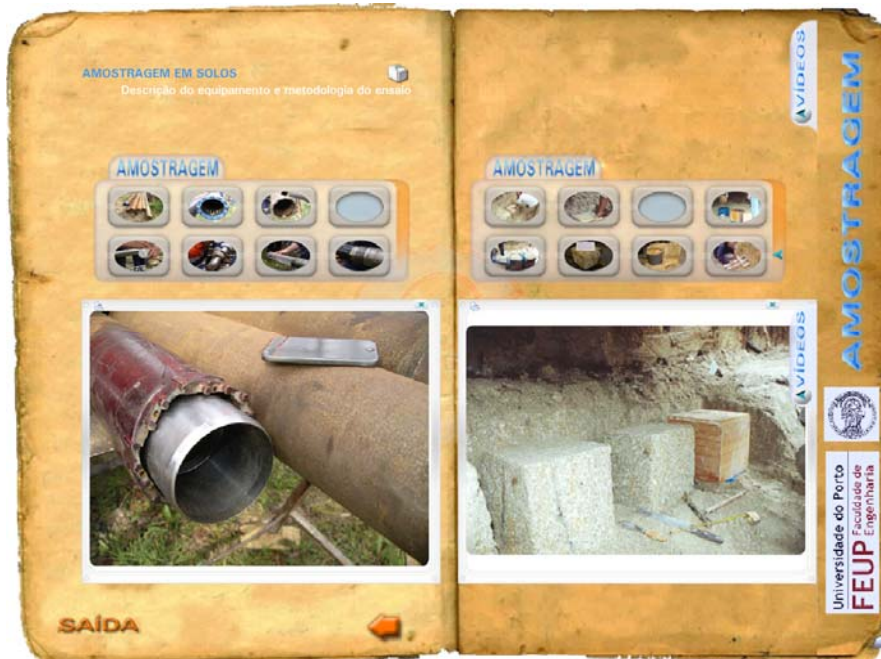 AMOSTRAGEM EM SOLOS
Descrição do equipamento e metodologia do ensaio
AMOSTRAGEM
SAÍDA
AMOSTRAGEM
VÍDEOS
VÍDEOS
AMOSTRAGEM
Universidade do Porto
FEUP Faculdade de
Engenharia